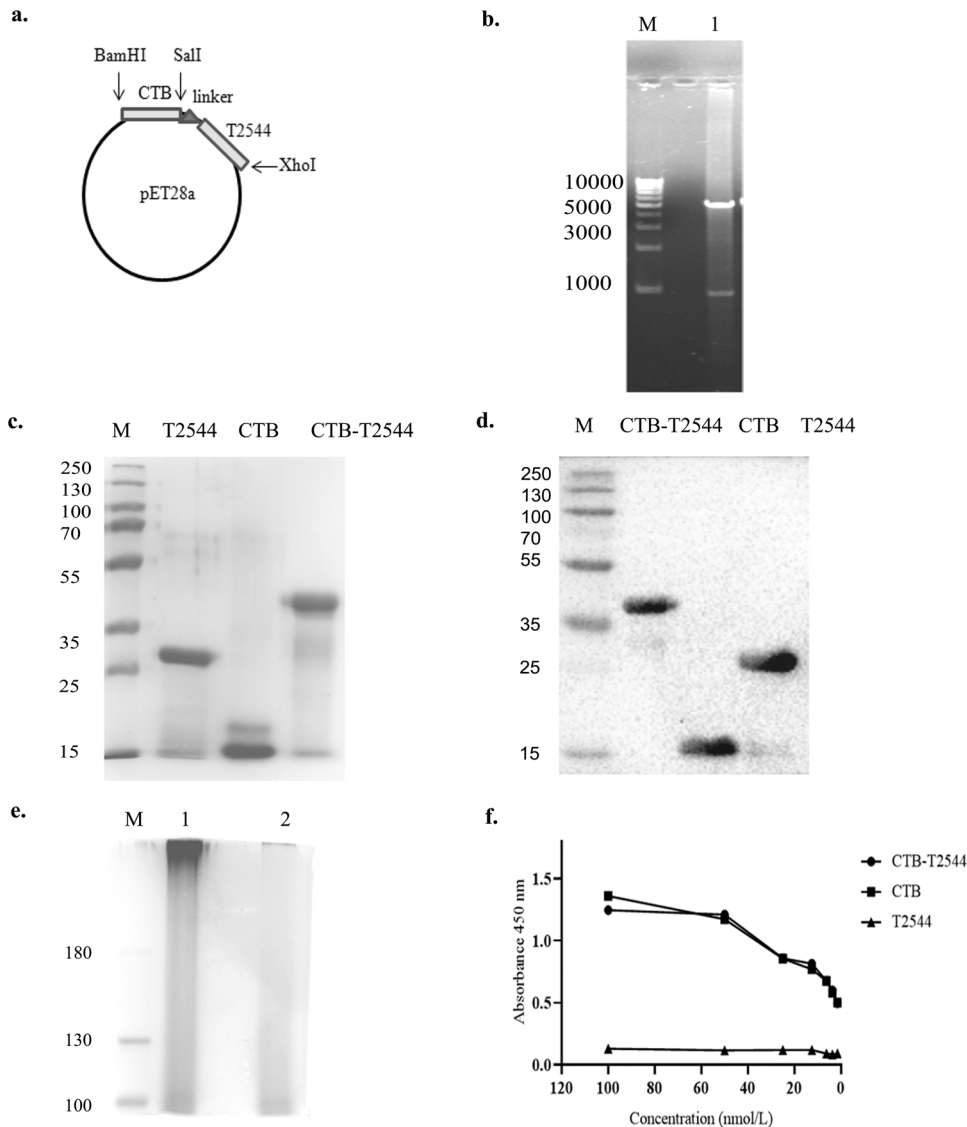 a.
BamHI SalI
CTB
linker
T2544
XhoI
pET28a
b.
M 1
10000
5000
3000
1000
c.
M T2544 CTB CTB-T2544
250
130
100
70
55
35
25
15
d.
M CTB-T2544 CTB T2544
250
130
100
70
55
35
25
15
e.
M 1 2
180
130
100
f.
Absorbance 450 nm
1.5
1.0
0.5
0.0
120 100 80 60 40 20 0
Concentration (nmol/L)
CTB-T2544
CTB
T2544